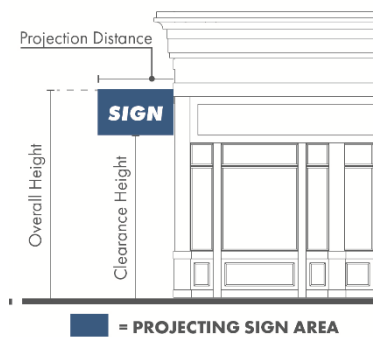 Projection Distance
SIGN
Overall Height
Clearance Height
= PROJECTING SIGN AREA